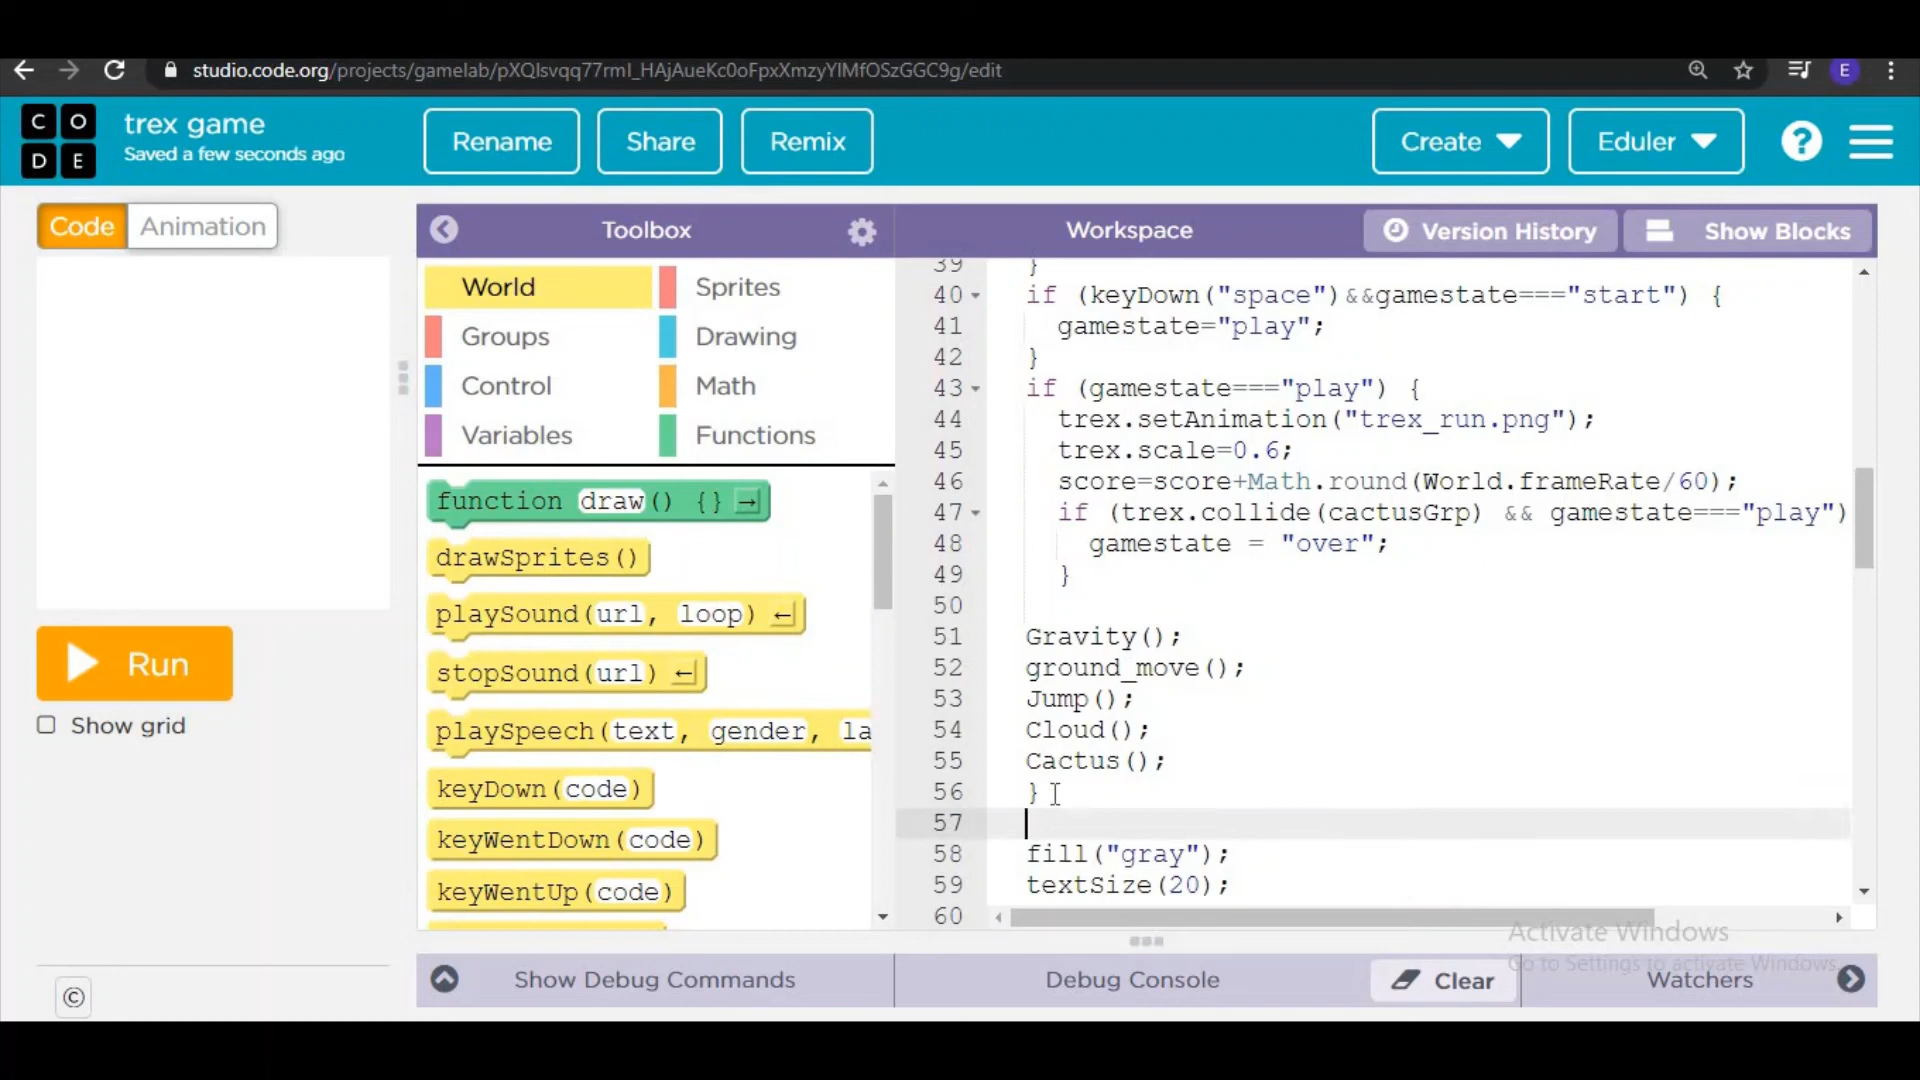 studio.code.org/projects/gamelab/pXQlsvqq77rmI_HAjAueKc0oFpxXmzyYlMfOSzGGC9g/edit
E
C O
D E
trex game
Saved a few seconds ago
Rename
Share
Remix
Create
Eduler
?
Code
Animation
Toolbox
Workspace
Version History
Show Blocks
World
Sprites
Groups
Drawing
Control
Math
Variables
Functions
function draw() {} →
drawSprites()
playSound(url, loop) ←
stopSound(url) ←
playSpeech(text, gender, la
keyDown(code)
keyWentDown(code)
keyWentUp(code)
Run
Show grid
39 }
40 if (keyDown("space")&&gamestate==="start") {
41 gamestate="play";
42 }
43 if (gamestate==="play") {
44 trex.setAnimation("trex_run.png");
45 trex.scale=0.6;
46 score=score+Math.round(World.frameRate/60);
47 if (trex.collide(cactusGrp) && gamestate==="play")
48 gamestate = "over";
49 }
50
51 Gravity();
52 ground_move();
53 Jump();
54 Cloud();
55 Cactus();
56 }
57
58 fill("gray");
59 textSize(20);
60
Activate Windows
Go to Settings to activate Windows.
Show Debug Commands
Debug Console
Clear
Watchers
©